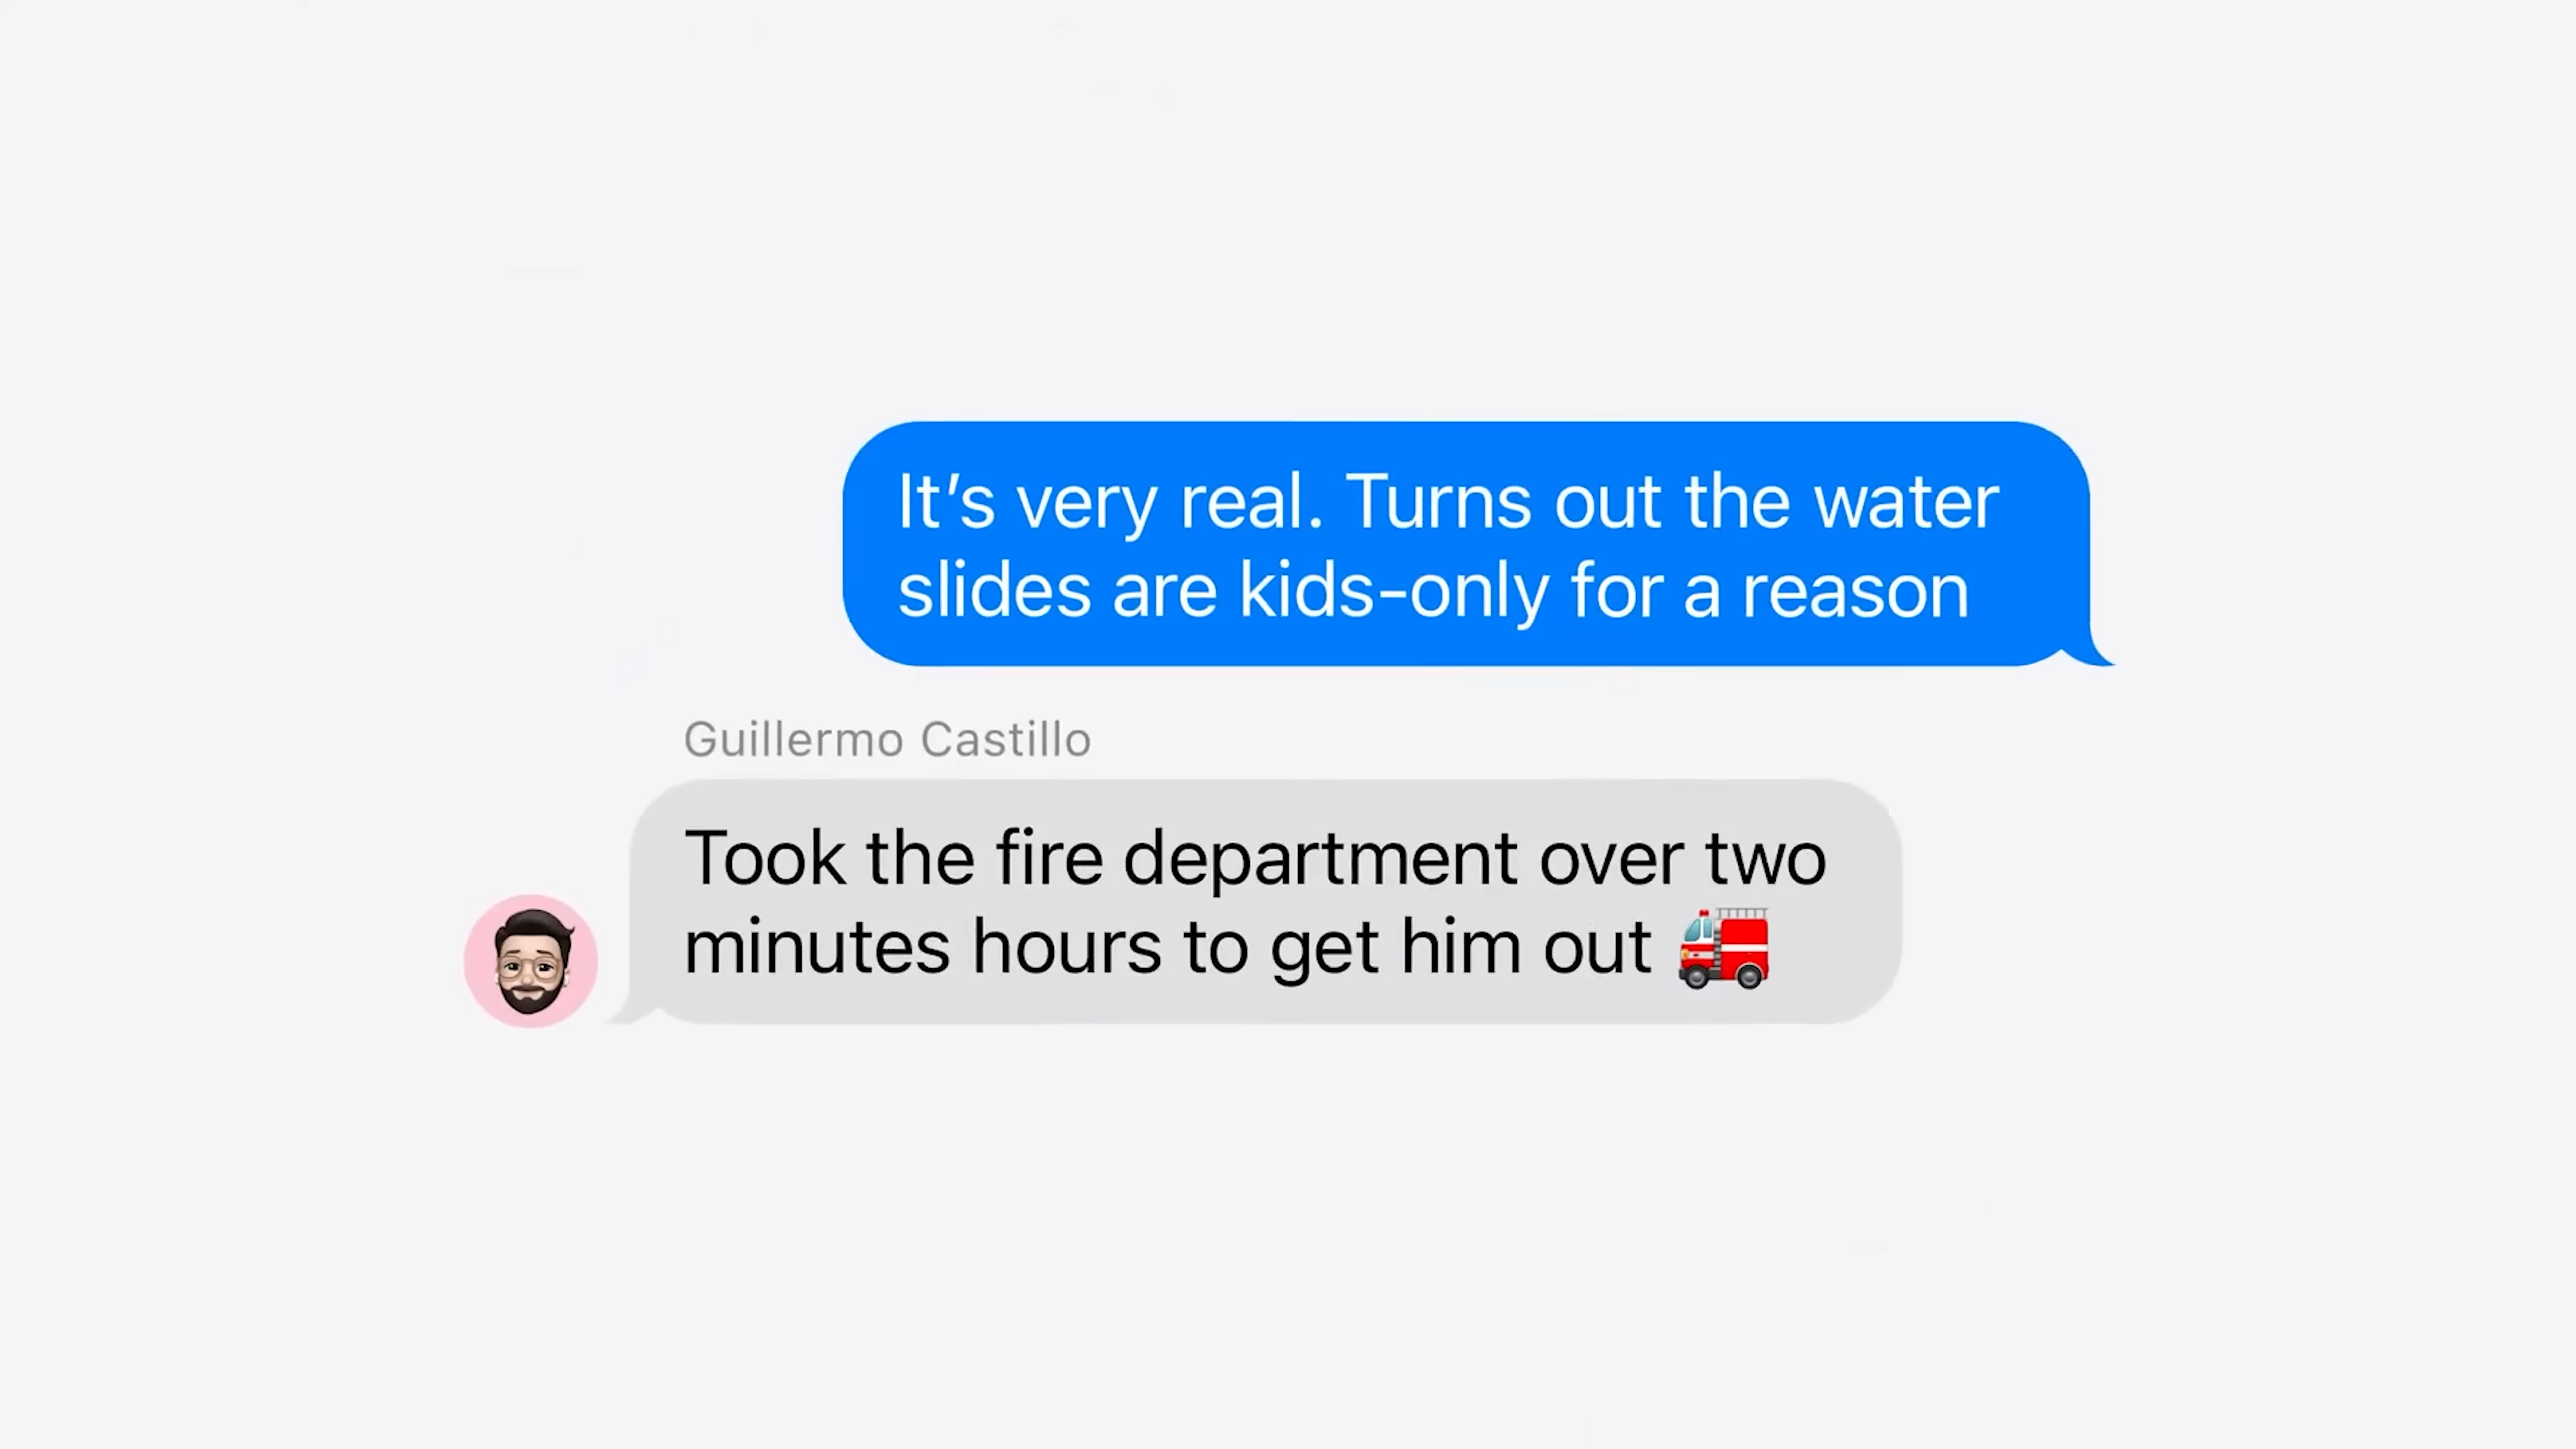 It’s very real. Turns out the water
slides are kids-only for a reason
Guillermo Castillo
Took the fire department over two
minutes hours to get him out 🚒